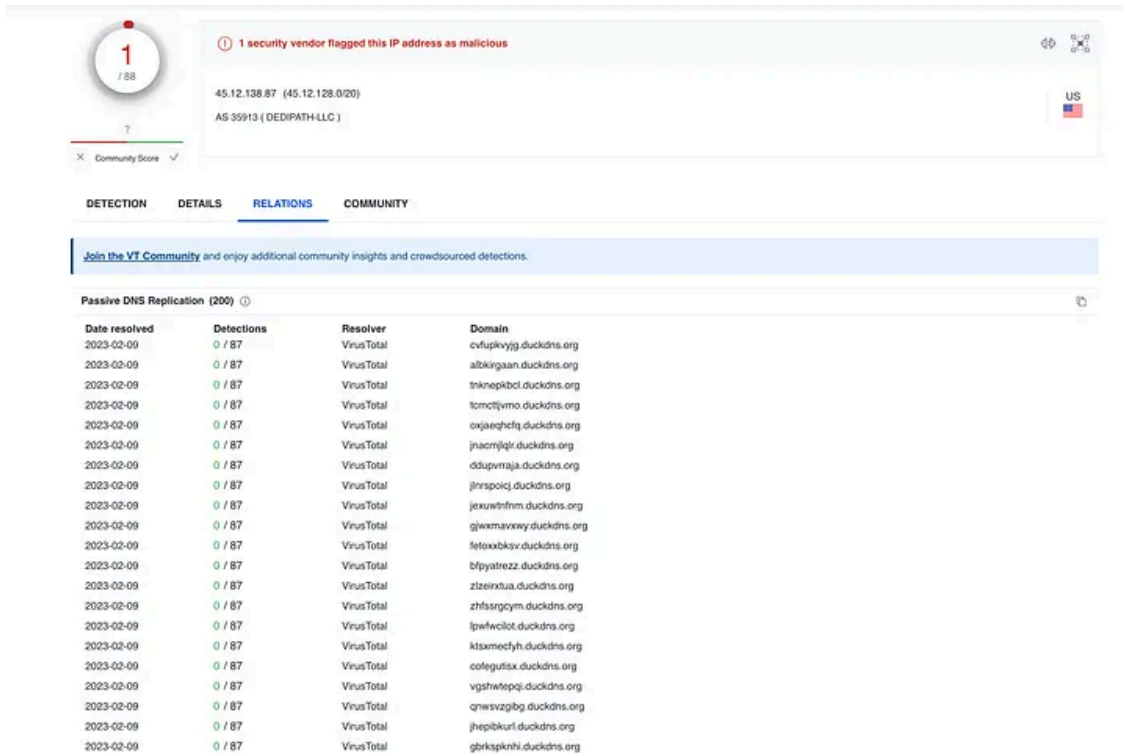 1
/ 88
?
Community Score
1 security vendor flagged this IP address as malicious
45.12.138.87 (45.12.128.0/20)
AS 35913 ( DEDIPATH-LLC )
US
DETECTION DETAILS RELATIONS COMMUNITY
Join the VT Community and enjoy additional community insights and crowdsourced detections.
Passive DNS Replication (200)
Date resolved Detections Resolver Domain
2023-02-09 0 / 87 VirusTotal cvfupkvyjg.duckdns.org
2023-02-09 0 / 87 VirusTotal albkirgaan.duckdns.org
2023-02-09 0 / 87 VirusTotal tnknepkbcl.duckdns.org
2023-02-09 0 / 87 VirusTotal tcmcttjvmo.duckdns.org
2023-02-09 0 / 87 VirusTotal oxjaeqhcfq.duckdns.org
2023-02-09 0 / 87 VirusTotal jnacmjlqlr.duckdns.org
2023-02-09 0 / 87 VirusTotal ddupvrraja.duckdns.org
2023-02-09 0 / 87 VirusTotal jlnrspoicj.duckdns.org
2023-02-09 0 / 87 VirusTotal jexuwtnfnm.duckdns.org
2023-02-09 0 / 87 VirusTotal gjwxmavxwy.duckdns.org
2023-02-09 0 / 87 VirusTotal fetoxxbksv.duckdns.org
2023-02-09 0 / 87 VirusTotal bfpyatrezz.duckdns.org
2023-02-09 0 / 87 VirusTotal zlzeirxtua.duckdns.org
2023-02-09 0 / 87 VirusTotal zhfssrgcym.duckdns.org
2023-02-09 0 / 87 VirusTotal lpwfwcilot.duckdns.org
2023-02-09 0 / 87 VirusTotal ktsxmecfyh.duckdns.org
2023-02-09 0 / 87 VirusTotal cofegutisx.duckdns.org
2023-02-09 0 / 87 VirusTotal vgshwtepqi.duckdns.org
2023-02-09 0 / 87 VirusTotal qnwsvzgibg.duckdns.org
2023-02-09 0 / 87 VirusTotal jhepibkurl.duckdns.org
2023-02-09 0 / 87 VirusTotal gbrkspknhi.duckdns.org